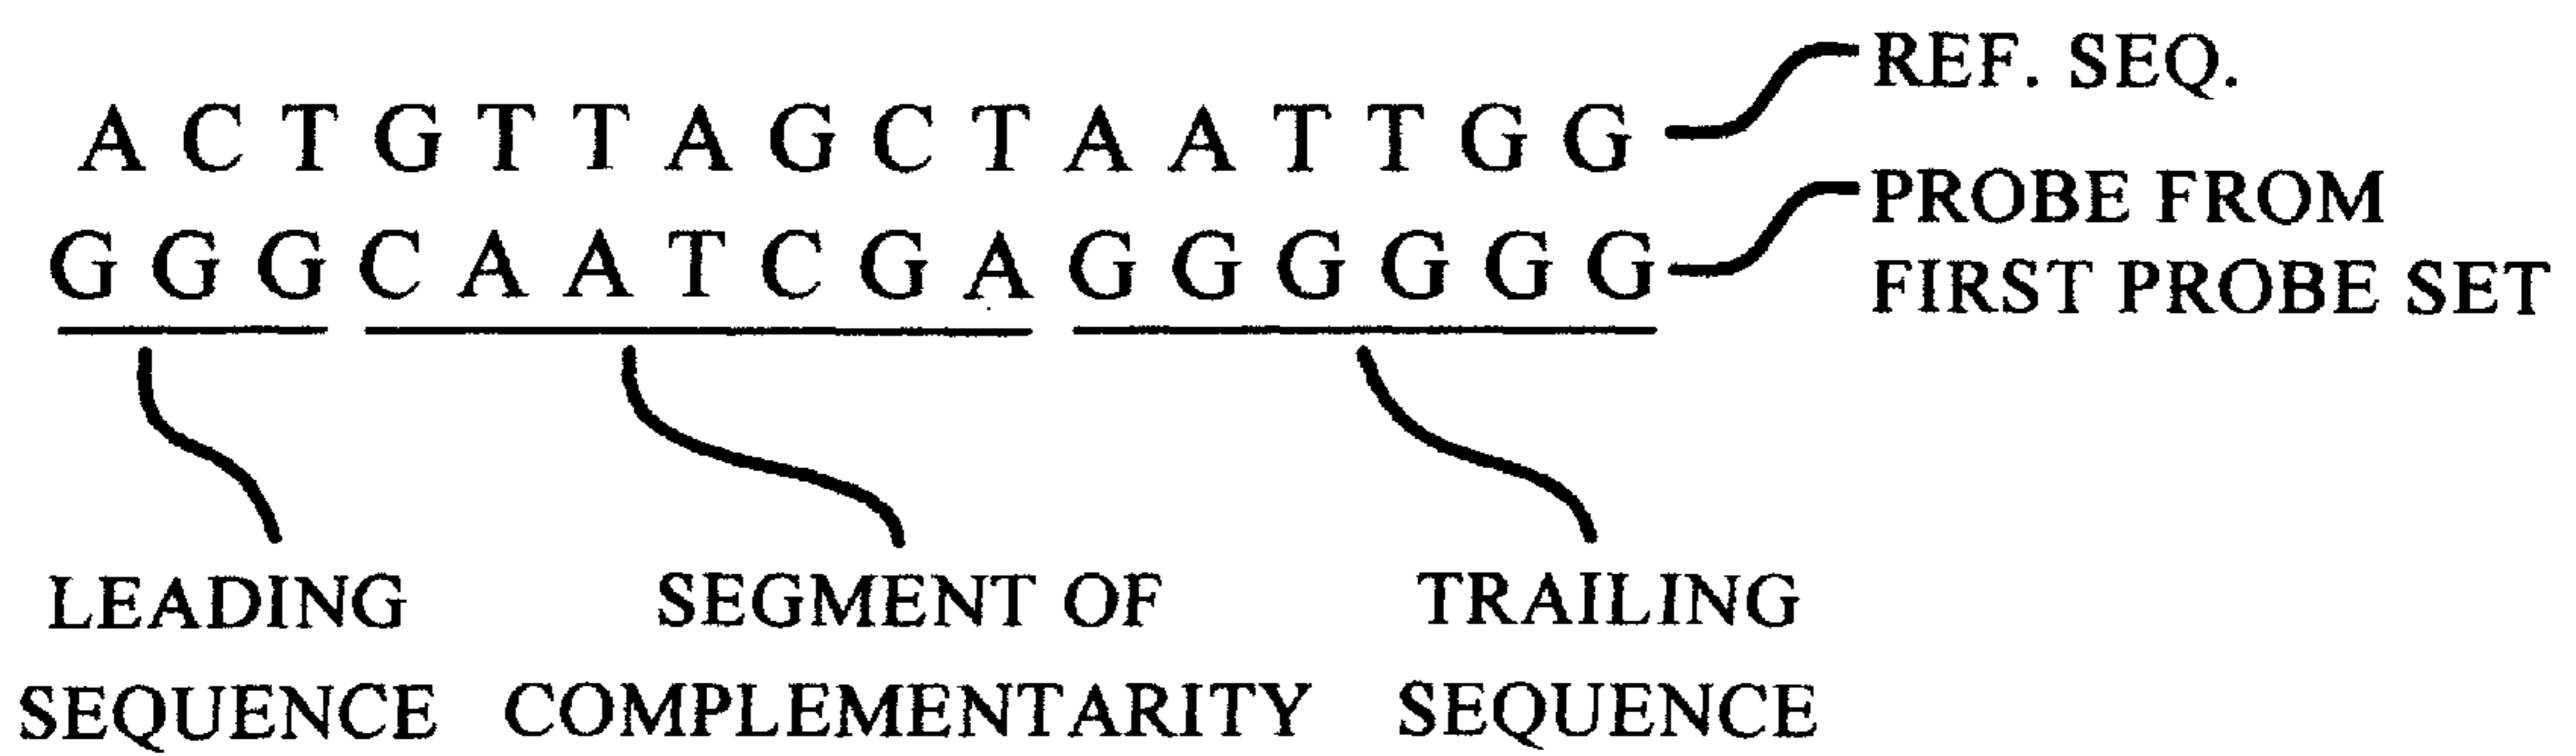 REF. SEQ.
A C T G T T A G C T A A T T G G
PROBE FROM
G G G C A A T C G A G G G G G G
FIRST PROBE SET
LEADING SEGMENT OF TRAILING
SEQUENCE COMPLEMENTARITY SEQUENCE